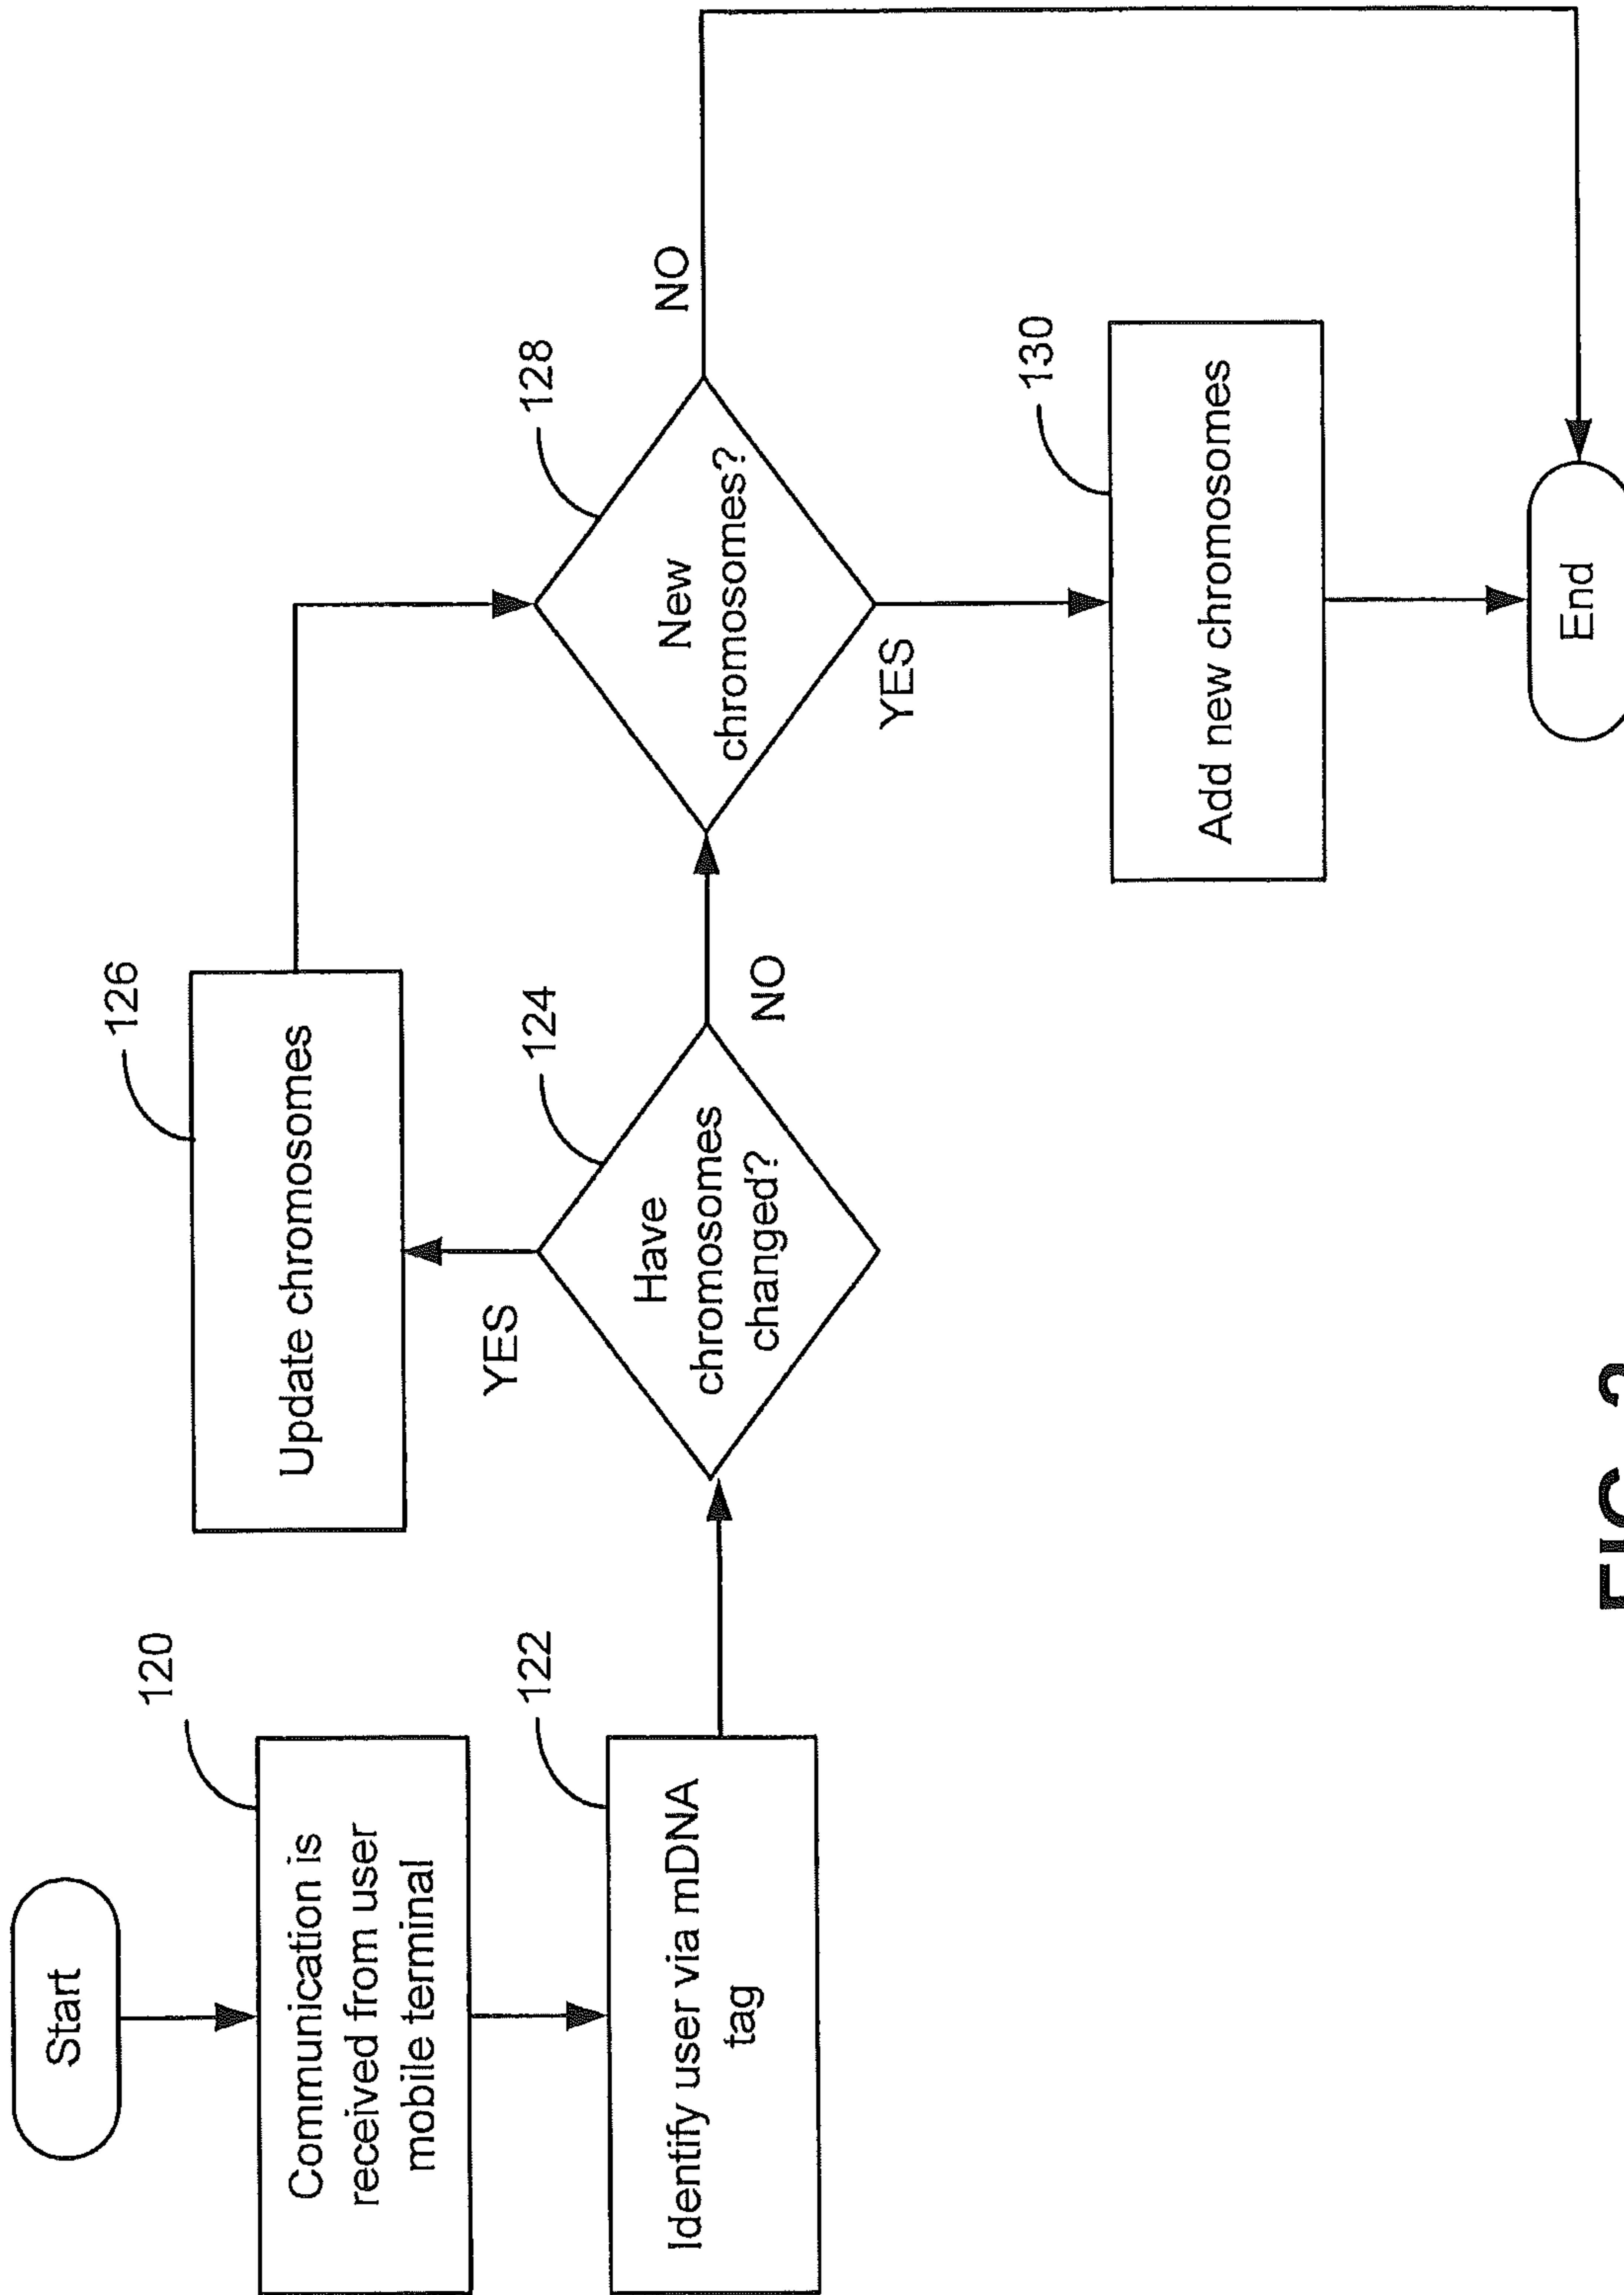 Start
120
Communication is
received from user
mobile terminal
122
Identify user via mDNA
tag
124
Have
chromosomes
changed?
YES
NO
126
Update chromosomes
128
New
chromosomes?
NO
YES
130
Add new chromosomes
End
FIG.